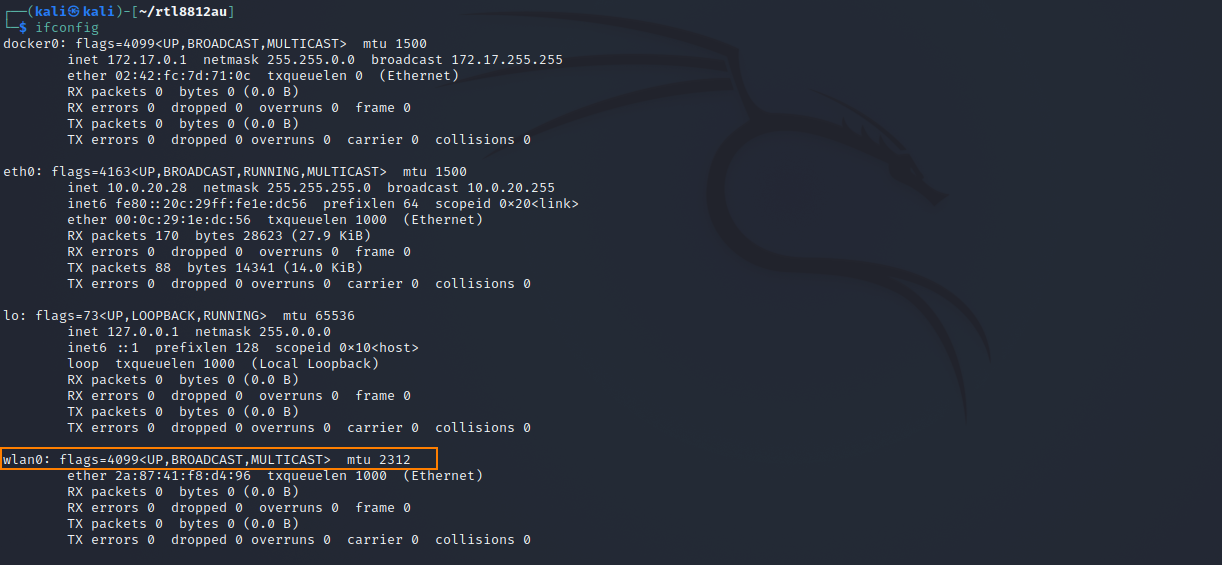 ┌──(kali㉿kali)-[~/rtl8812au]
└─$ ifconfig
docker0: flags=4099<UP,BROADCAST,MULTICAST>  mtu 1500
        inet 172.17.0.1  netmask 255.255.0.0  broadcast 172.17.255.255
        ether 02:42:fc:7d:71:0c  txqueuelen 0  (Ethernet)
        RX packets 0  bytes 0 (0.0 B)
        RX errors 0  dropped 0  overruns 0  frame 0
        TX packets 0  bytes 0 (0.0 B)
        TX errors 0  dropped 0 overruns 0  carrier 0  collisions 0

eth0: flags=4163<UP,BROADCAST,RUNNING,MULTICAST>  mtu 1500
        inet 10.0.20.28  netmask 255.255.255.0  broadcast 10.0.20.255
        inet6 fe80::20c:29ff:fe1e:dc56  prefixlen 64  scopeid 0×20<link>
        ether 00:0c:29:1e:dc:56  txqueuelen 1000  (Ethernet)
        RX packets 170  bytes 28623 (27.9 KiB)
        RX errors 0  dropped 0  overruns 0  frame 0
        TX packets 88  bytes 14341 (14.0 KiB)
        TX errors 0  dropped 0 overruns 0  carrier 0  collisions 0

lo: flags=73<UP,LOOPBACK,RUNNING>  mtu 65536
        inet 127.0.0.1  netmask 255.0.0.0
        inet6 ::1  prefixlen 128  scopeid 0×10<host>
        loop  txqueuelen 1000  (Local Loopback)
        RX packets 0  bytes 0 (0.0 B)
        RX errors 0  dropped 0  overruns 0  frame 0
        TX packets 0  bytes 0 (0.0 B)
        TX errors 0  dropped 0 overruns 0  carrier 0  collisions 0

wlan0: flags=4099<UP,BROADCAST,MULTICAST>  mtu 2312
        ether 2a:87:41:f8:d4:96  txqueuelen 1000  (Ethernet)
        RX packets 0  bytes 0 (0.0 B)
        RX errors 0  dropped 0  overruns 0  frame 0
        TX packets 0  bytes 0 (0.0 B)
        TX errors 0  dropped 0 overruns 0  carrier 0  collisions 0